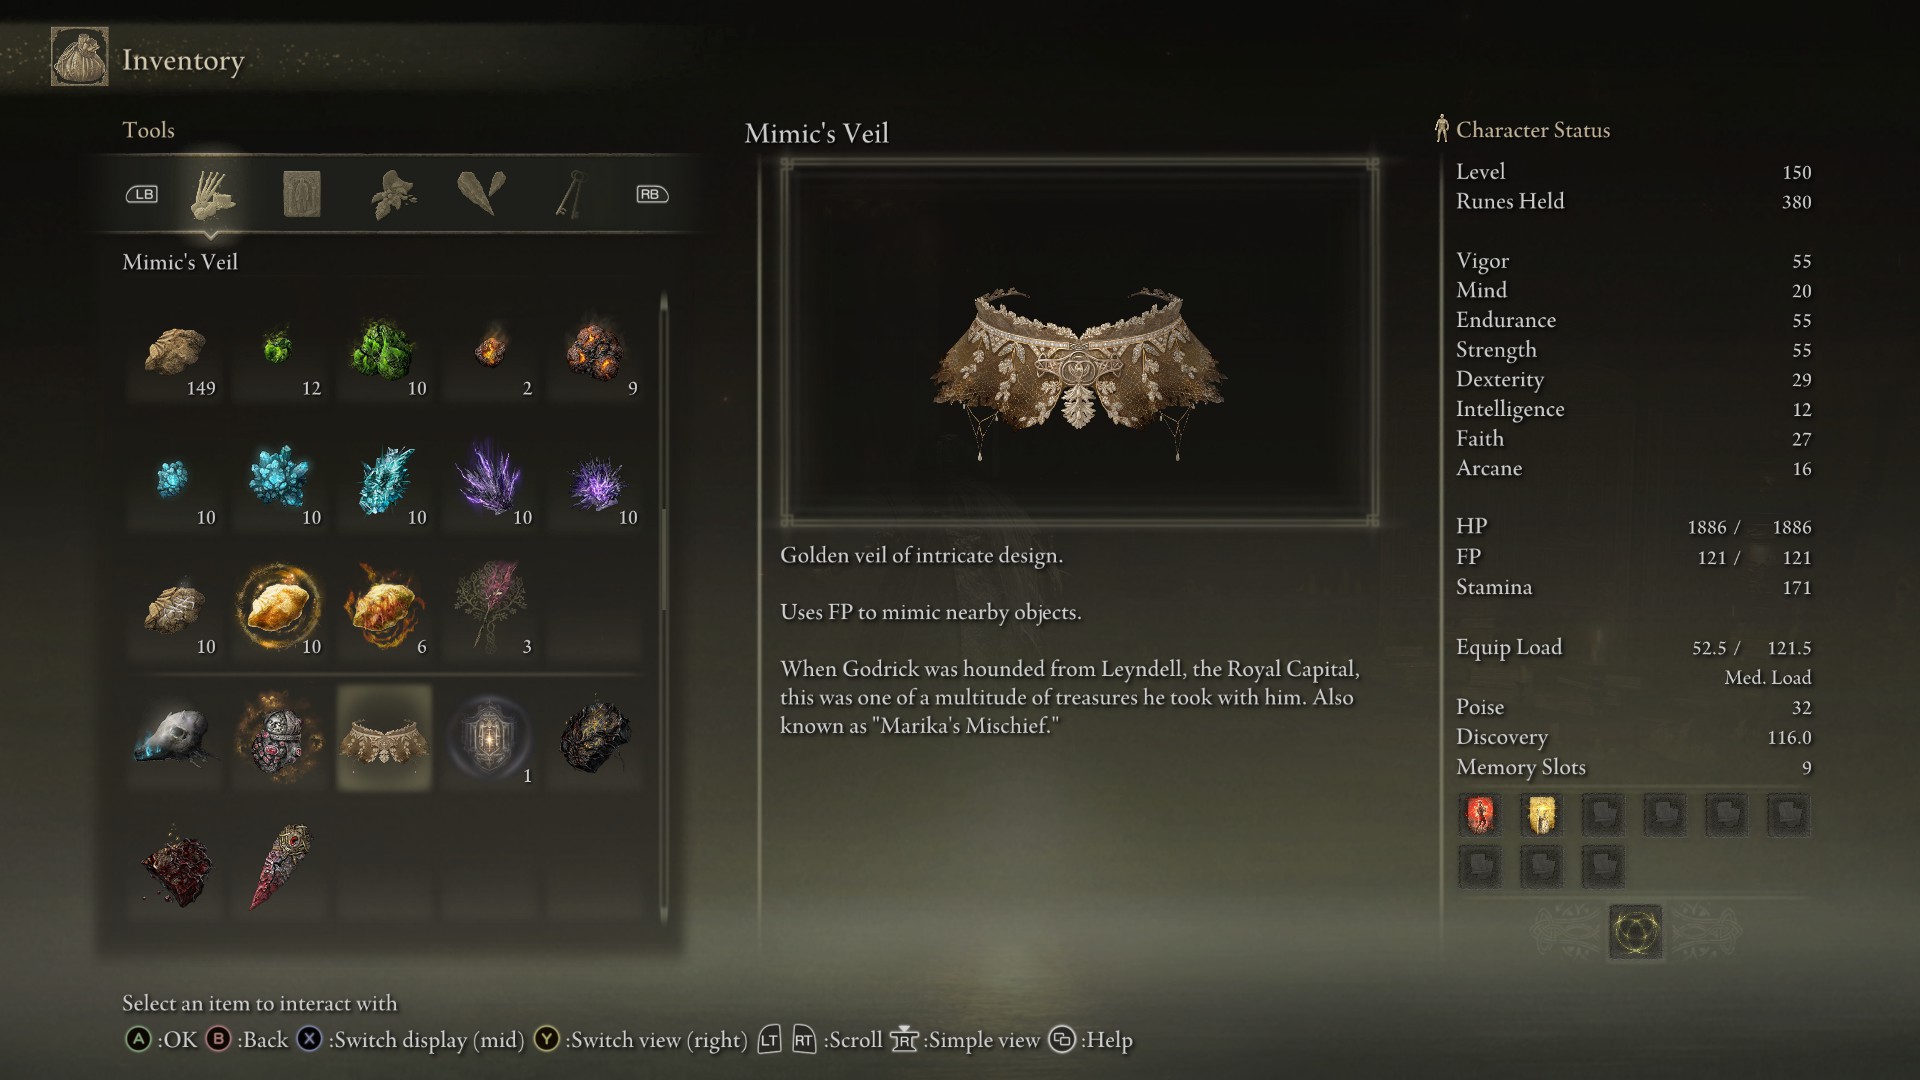 Inventory
Tools
LB
RB
Mimic's Veil
149
12
10
2
9
10
10
10
10
10
10
10
6
3
1
Mimic's Veil
Golden veil of intricate design.
Uses FP to mimic nearby objects.
When Godrick was hounded from Leyndell, the Royal Capital,
this was one of a multitude of treasures he took with him. Also
known as "Marika's Mischief."
Character Status
Level 150
Runes Held 380
Vigor 55
Mind 20
Endurance 55
Strength 55
Dexterity 29
Intelligence 12
Faith 27
Arcane 16
HP 1886 / 1886
FP 121 / 121
Stamina 171
Equip Load 52.5 / 121.5
Med. Load
Poise 32
Discovery 116.0
Memory Slots 9
Select an item to interact with
A :OK B :Back X :Switch display (mid) Y :Switch view (right) LT RT :Scroll R :Simple view :Help